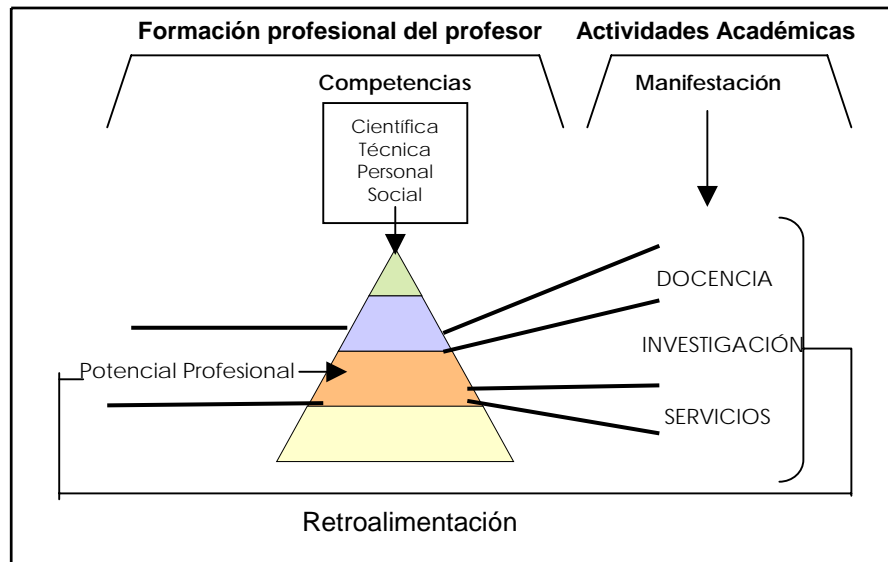 Formación profesional del profesor
Actividades Académicas
Competencias
Manifestación
Científica
Técnica
Personal
Social
DOCENCIA
INVESTIGACIÓN
Potencial Profesional
SERVICIOS
Retroalimentación